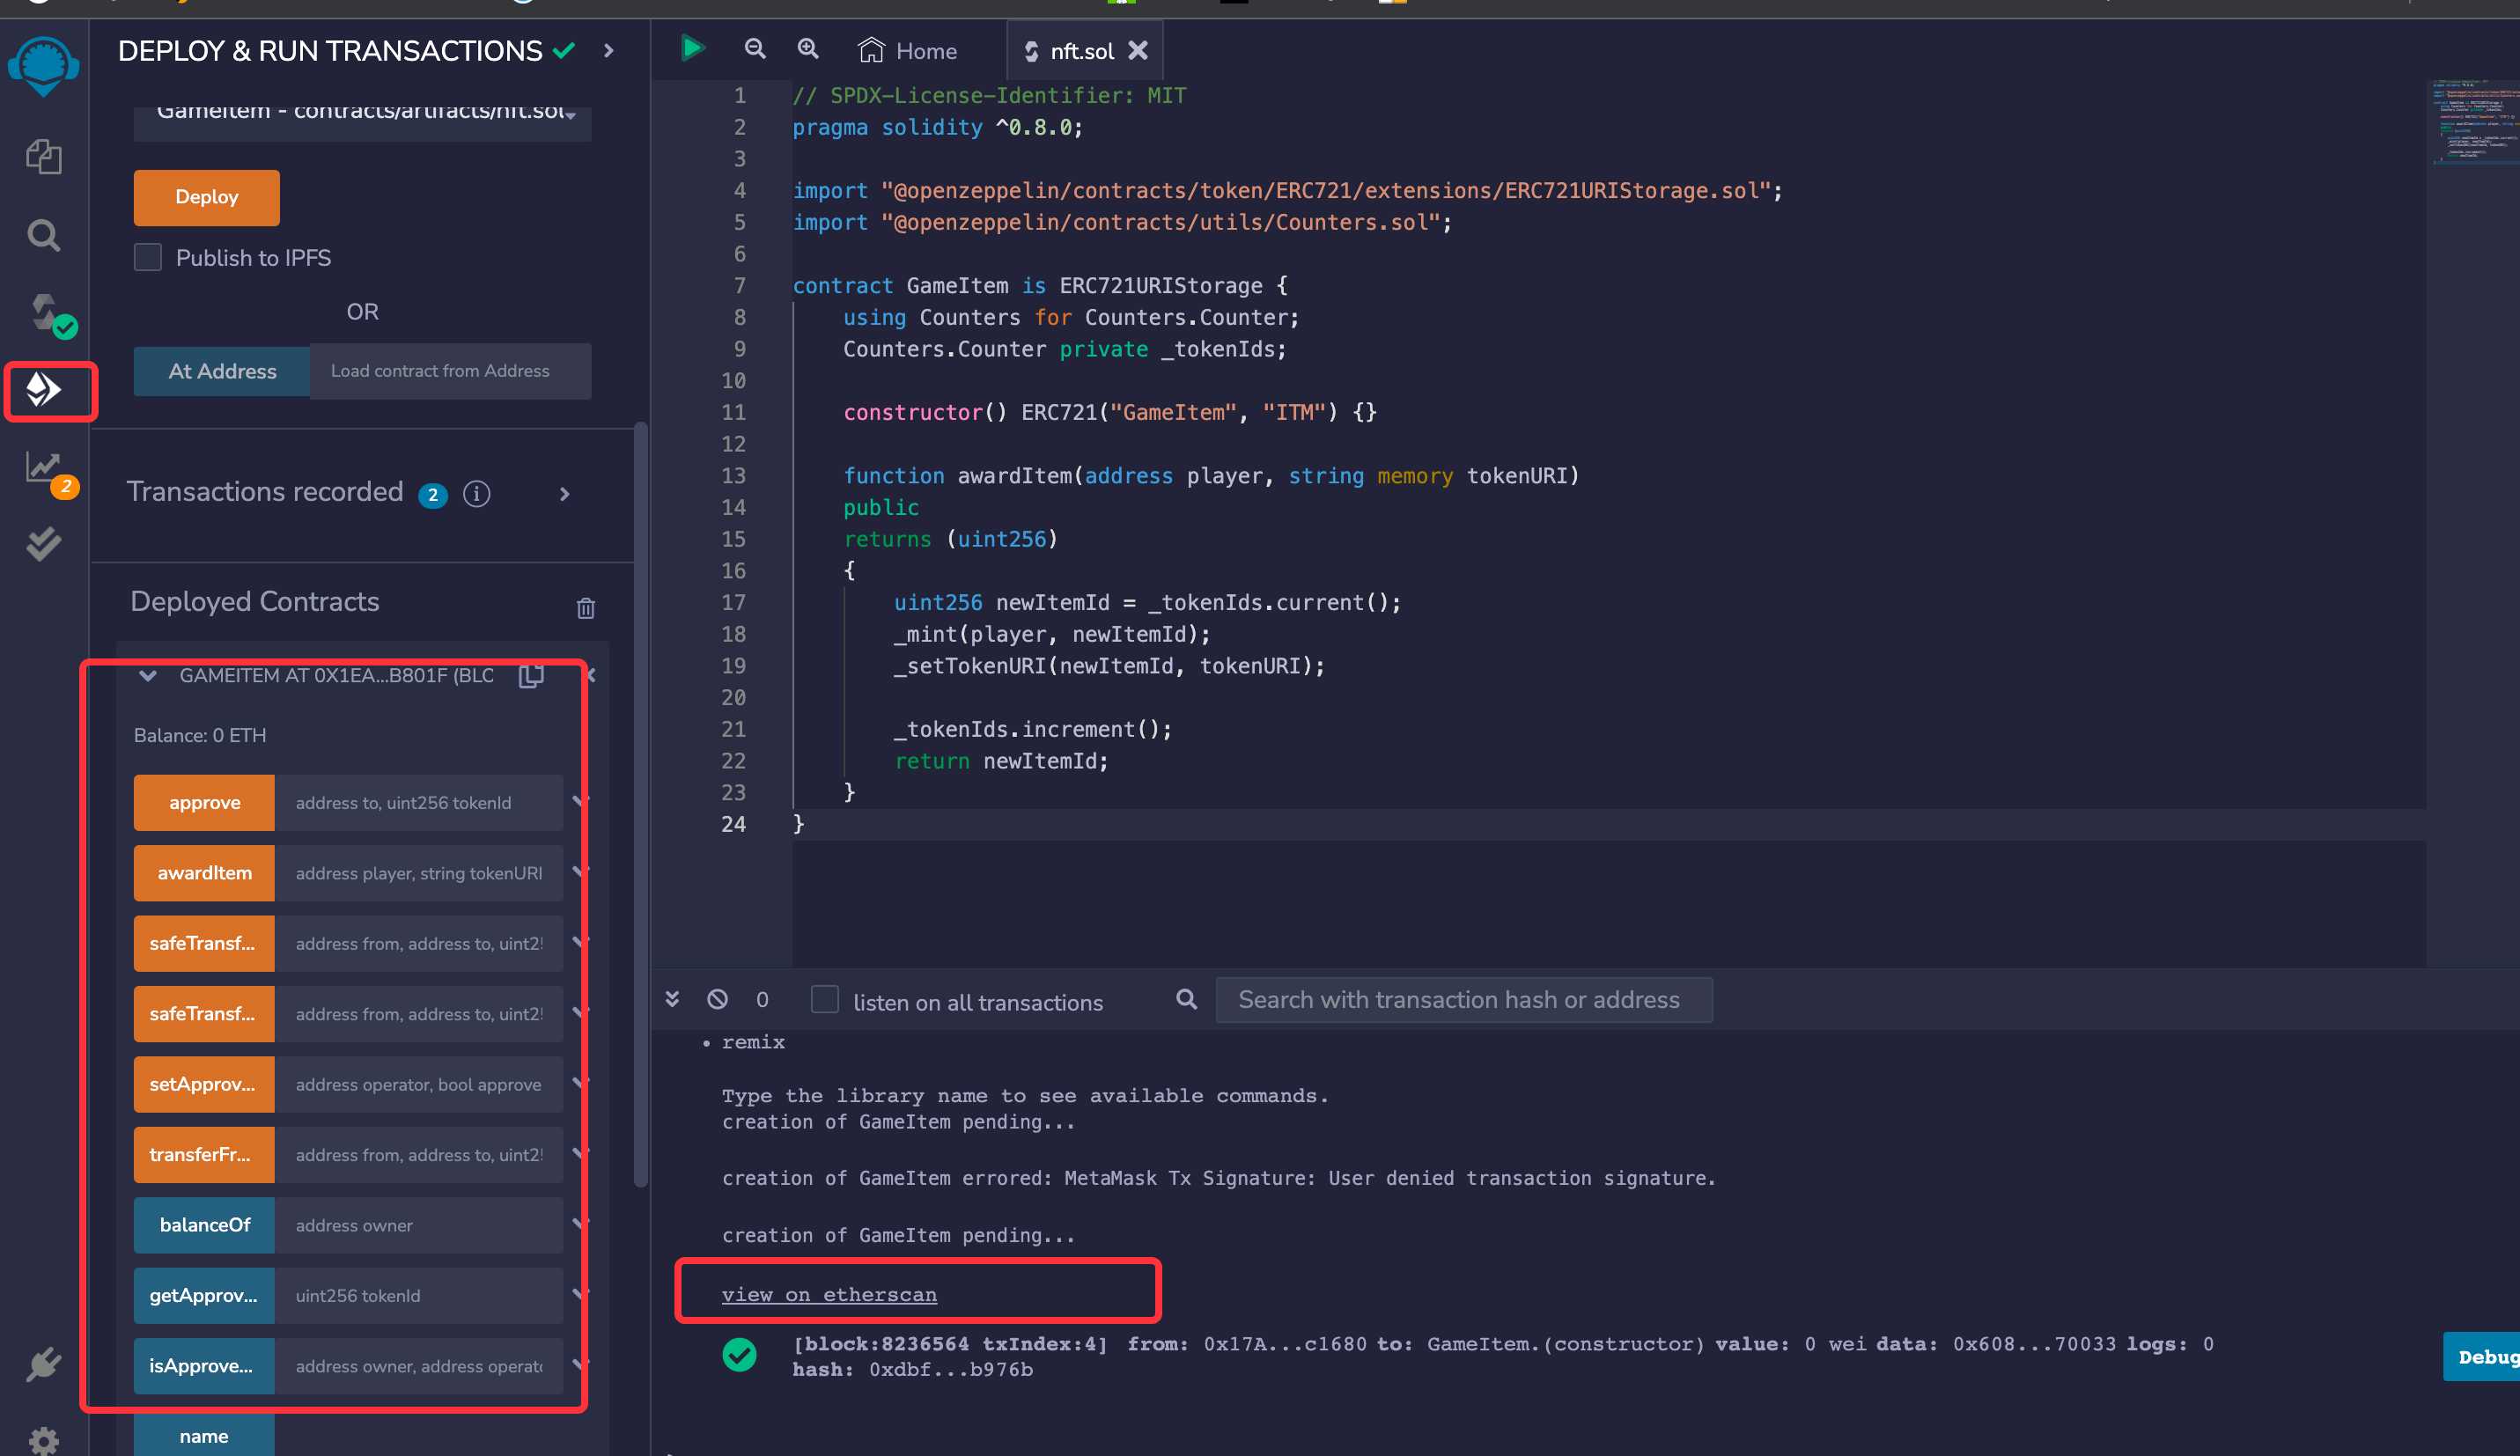 DEPLOY & RUN TRANSACTIONS
GameItem - contracts/artifacts/nft.sol
Deploy
Publish to IPFS
OR
At Address
Load contract from Address
2
Transactions recorded 2 i
Deployed Contracts
GAMEITEM AT 0X1EA...B801F (BLC
Balance: 0 ETH
approve
address to, uint256 tokenId
awardItem
address player, string tokenURI
safeTransf...
address from, address to, uint25
safeTransf...
address from, address to, uint25
setApprov...
address operator, bool approve
transferFr...
address from, address to, uint25
balanceOf
address owner
getApprov...
uint256 tokenId
isApprove...
address owner, address operato
name
Home
nft.sol
1 // SPDX-License-Identifier: MIT
2 pragma solidity ^0.8.0;
3
4 import "@openzeppelin/contracts/token/ERC721/extensions/ERC721URIStorage.sol";
5 import "@openzeppelin/contracts/utils/Counters.sol";
6
7 contract GameItem is ERC721URIStorage {
8 using Counters for Counters.Counter;
9 Counters.Counter private _tokenIds;
10
11 constructor() ERC721("GameItem", "ITM") {}
12
13 function awardItem(address player, string memory tokenURI)
14 public
15 returns (uint256)
16 {
17 uint256 newItemId = _tokenIds.current();
18 _mint(player, newItemId);
19 _setTokenURI(newItemId, tokenURI);
20
21 _tokenIds.increment();
22 return newItemId;
23 }
24 }
0
listen on all transactions
Search with transaction hash or address
• remix
Type the library name to see available commands.
creation of GameItem pending...
creation of GameItem errored: MetaMask Tx Signature: User denied transaction signature.
creation of GameItem pending...
view on etherscan
[block:8236564 txIndex:4] from: 0x17A...c1680 to: GameItem.(constructor) value: 0 wei data: 0x608...70033 logs: 0
hash: 0xdbf...b976b
Debug